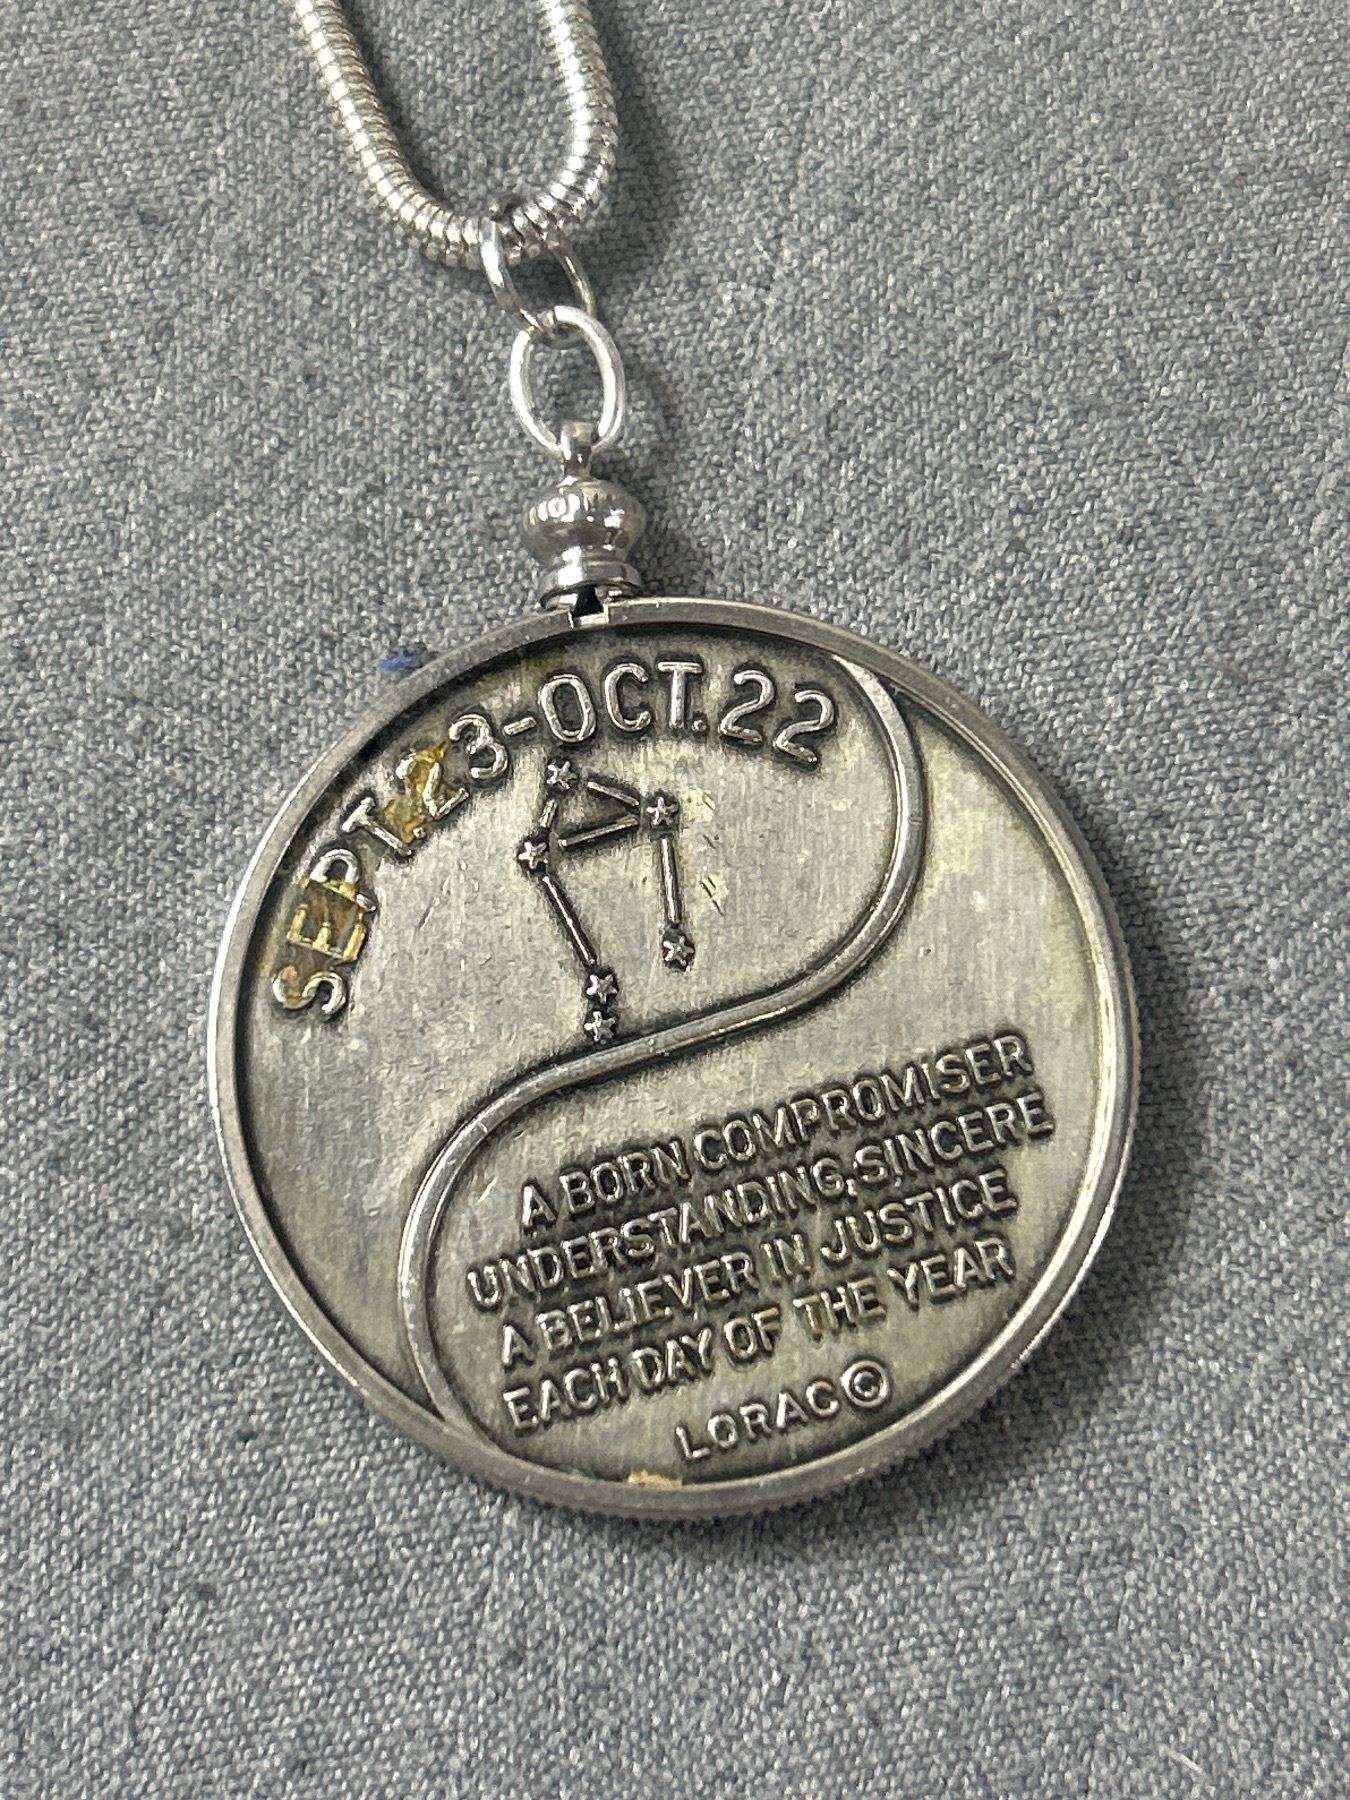 SEPT.23-OCT.22
A BORN COMPROMISER
UNDERSTANDING,SINCERE
A BELIEVER IN JUSTICE
EACH DAY OF THE YEAR
LORAC©